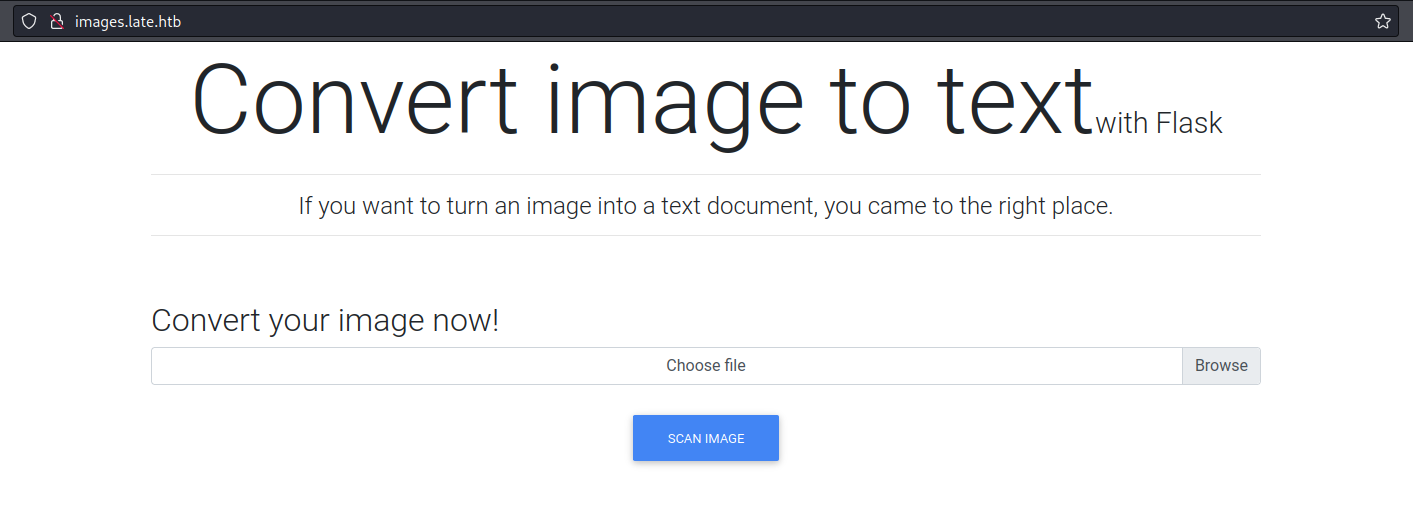 images.late.htb
Convert image to text with Flask
If you want to turn an image into a text document, you came to the right place.
Convert your image now!
Choose file Browse
SCAN IMAGE